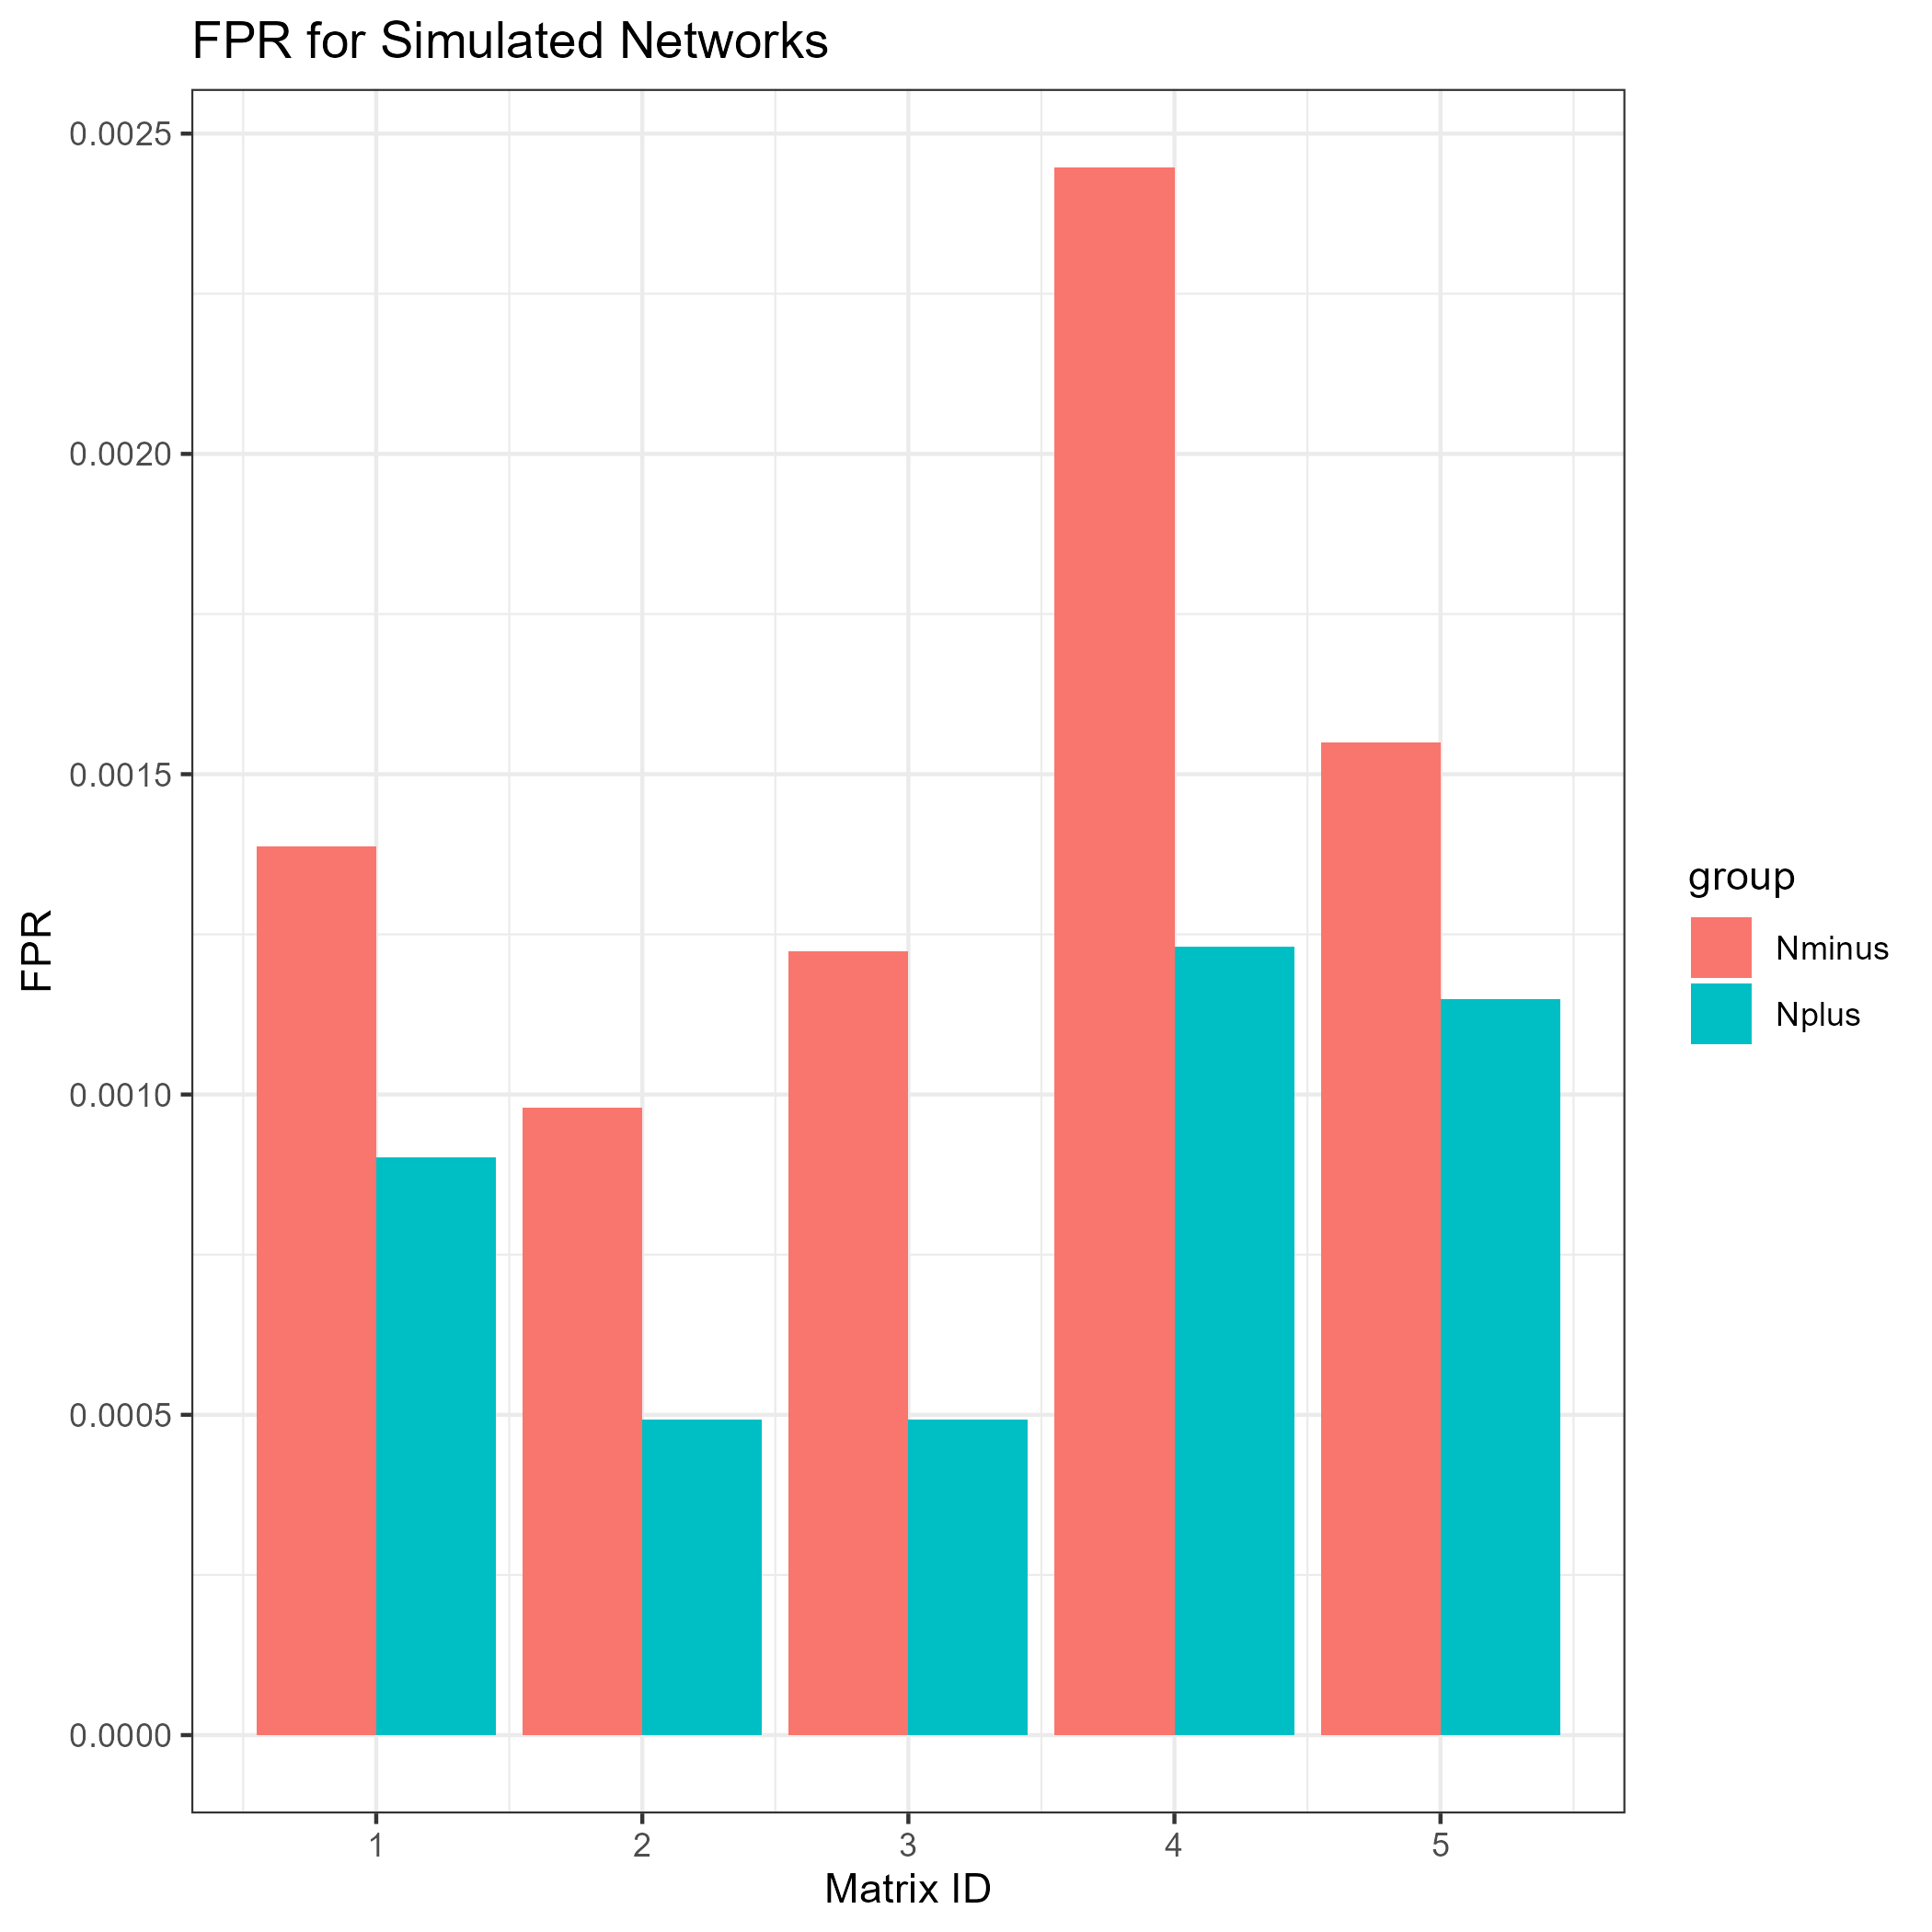 FPR for Simulated Networks
0.0025
0.0020
0.0015
0.0010
0.0005
0.0000
FPR
1 2 3 4 5
Matrix ID
group
Nminus
Nplus